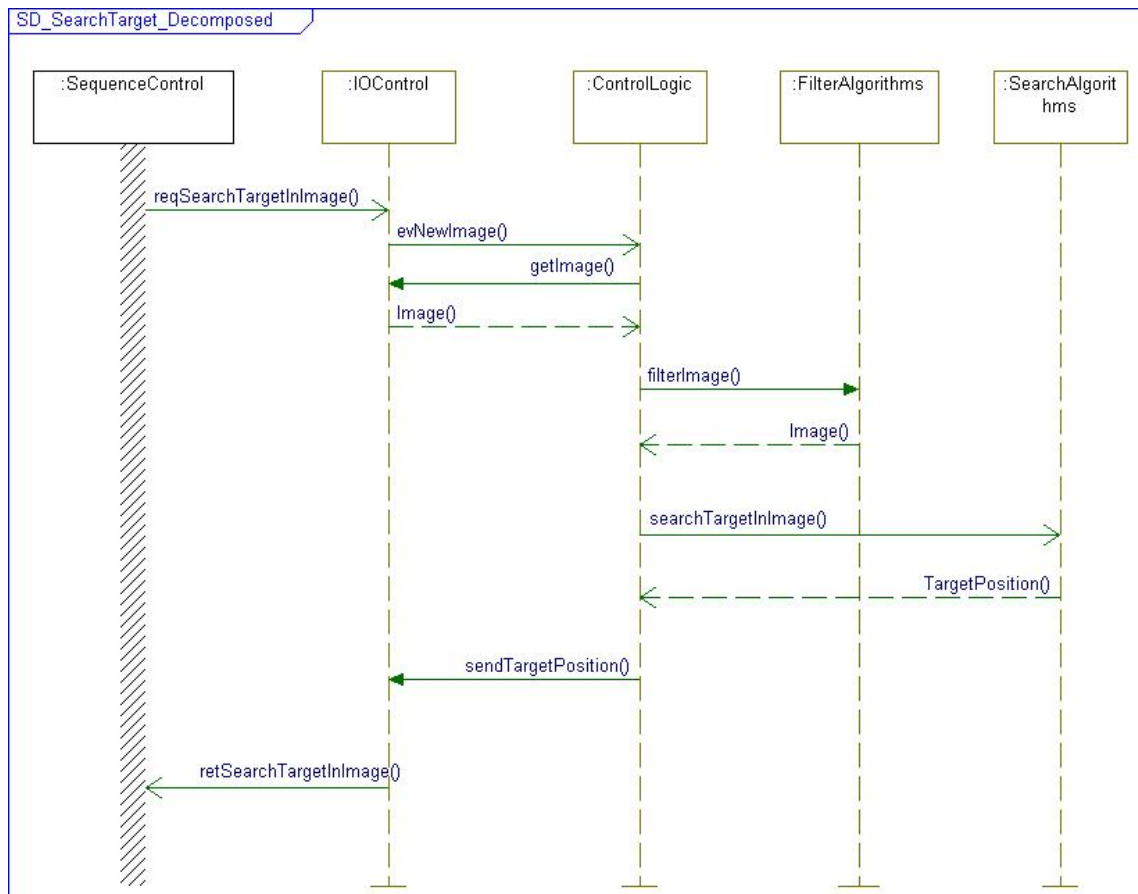 SD_SearchTarget_Decomposed
:SequenceControl
:IOControl
:ControlLogic
:FilterAlgorithms
:SearchAlgorit
hms
reqSearchTargetInImage()
evNewImage()
getImage()
Image()
filterImage()
Image()
searchTargetInImage()
TargetPosition()
sendTargetPosition()
retSearchTargetInImage()